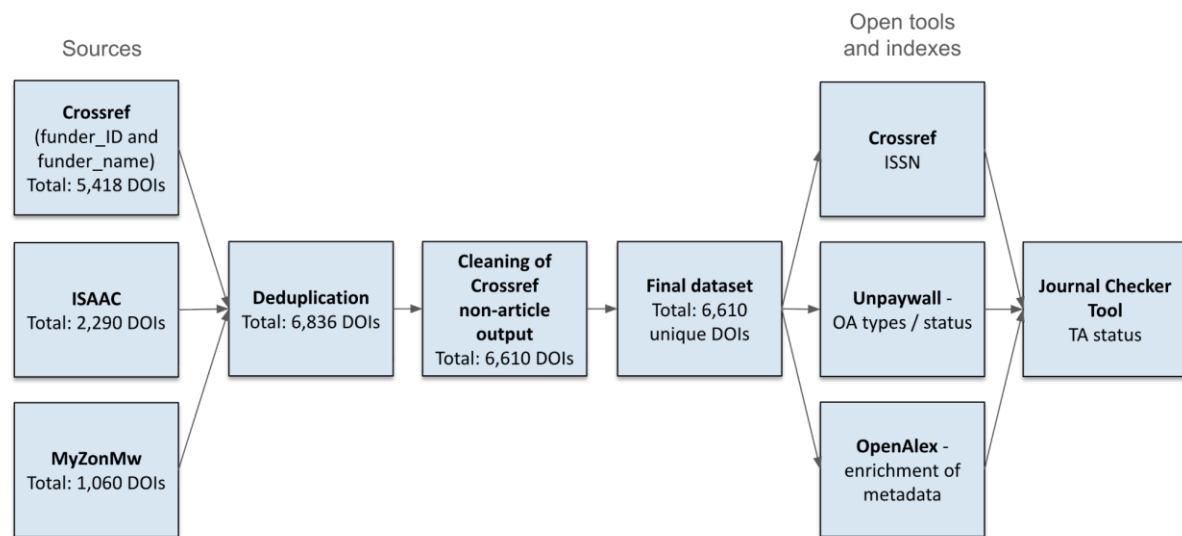 Sources
Open tools
and indexes
Crossref
(funder_ID and
funder_name)
Total: 5,418 DOIs
ISAAC
Total: 2,290 DOIs
MyZonMw
Total: 1,060 DOIs
Deduplication
Total: 6,836 DOIs
Cleaning of
Crossref
non-article
output
Total: 6,610 DOIs
Final dataset
Total: 6,610
unique DOIs
Crossref
ISSN
Unpaywall -
OA types / status
OpenAlex -
enrichment of
metadata
Journal Checker
Tool
TA status